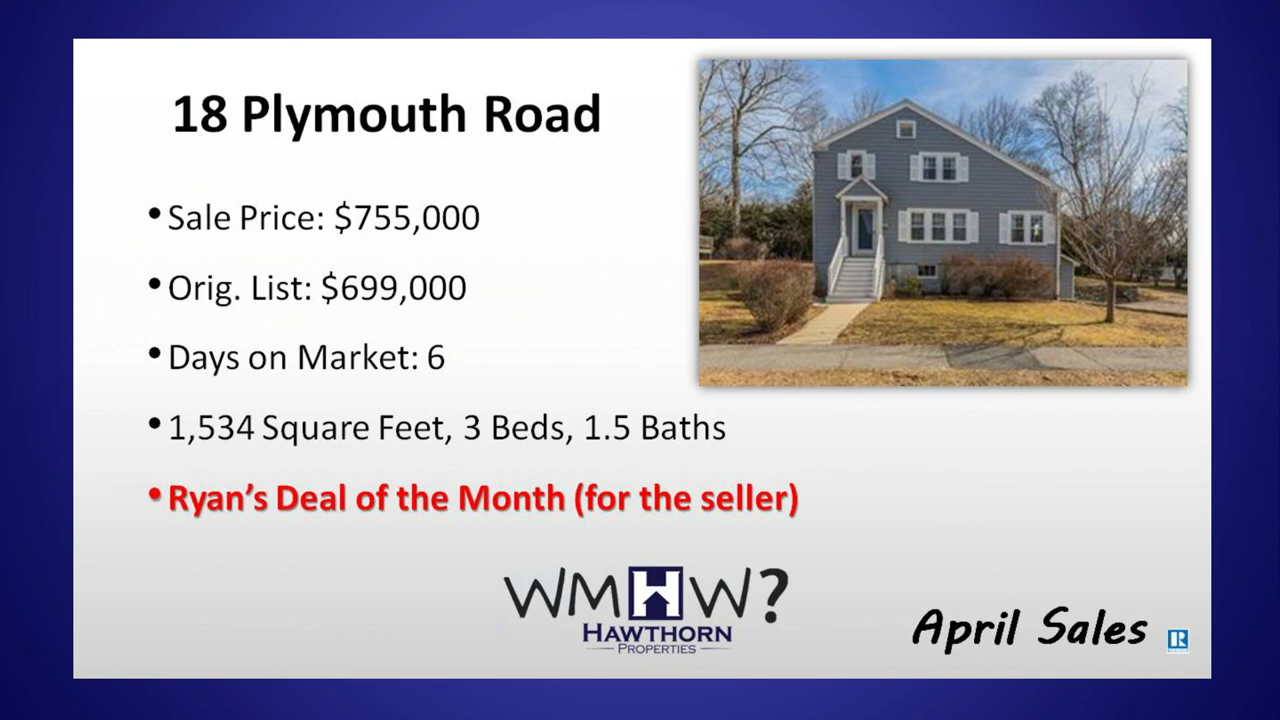 18 Plymouth Road
• Sale Price: $755,000
• Orig. List: $699,000
• Days on Market: 6
• 1,534 Square Feet, 3 Beds, 1.5 Baths
• Ryan’s Deal of the Month (for the seller)
WMHW?
HAWTHORN
PROPERTIES
April Sales
R